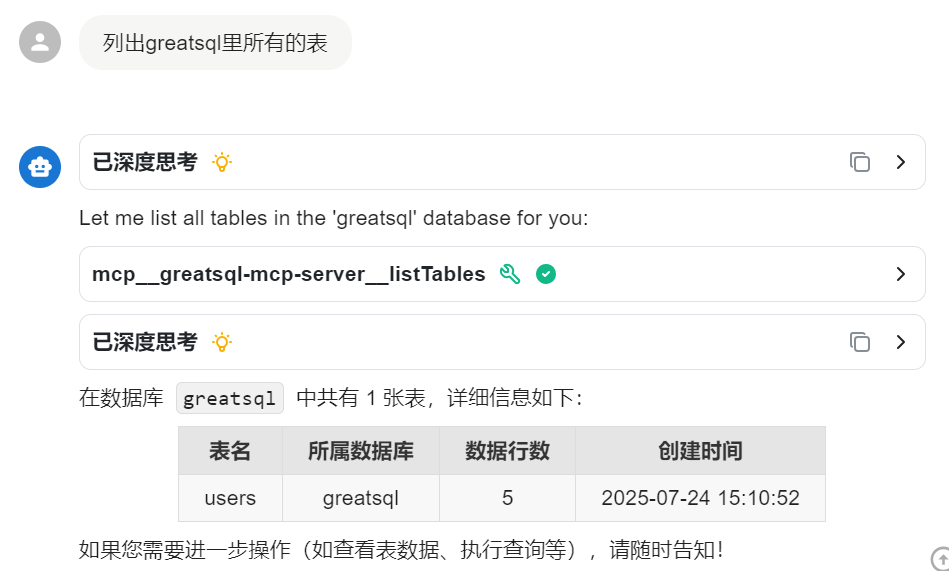 列出greatsql里所有的表
已深度思考
Let me list all tables in the 'greatsql' database for you:
mcp__greatsql-mcp-server__listTables
已深度思考
在数据库 greatsql 中共有 1 张表，详细信息如下：
表名 所属数据库 数据行数 创建时间
users greatsql 5 2025-07-24 15:10:52
如果您需要进一步操作（如查看表数据、执行查询等），请随时告知！